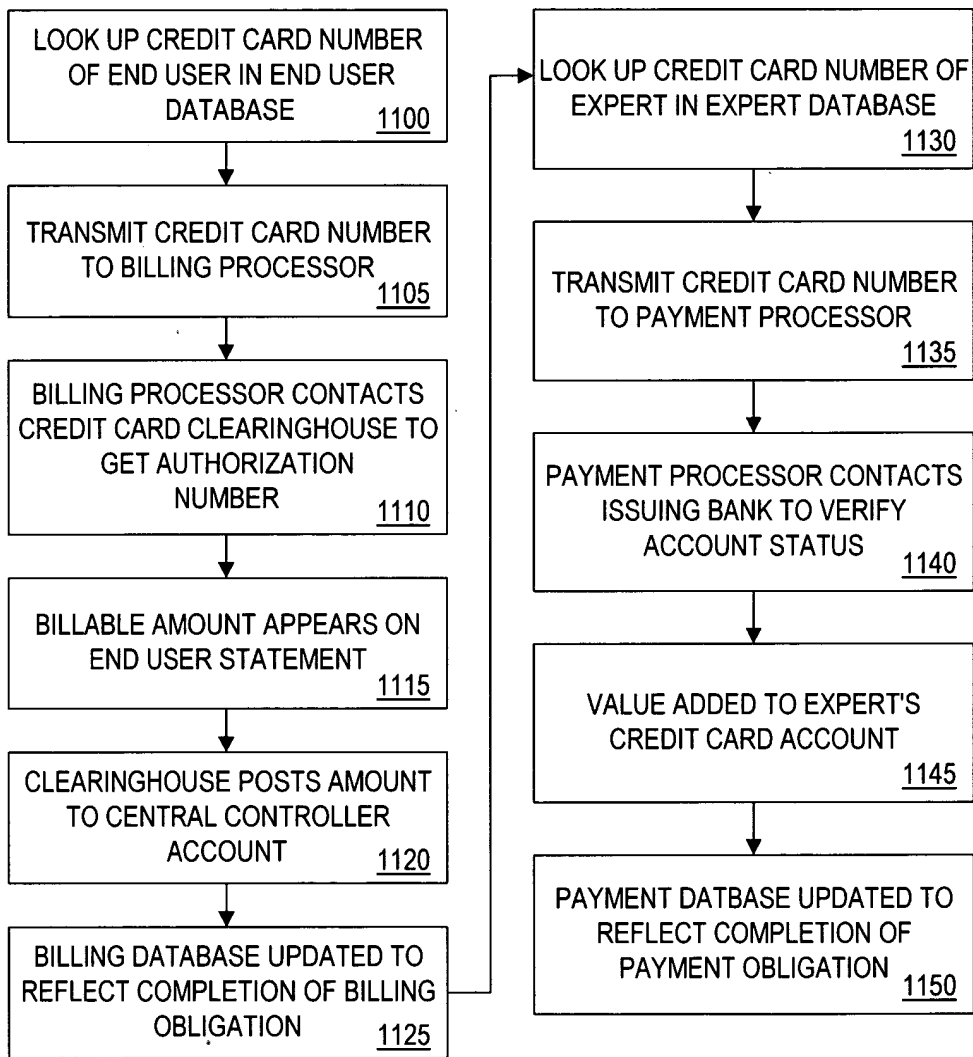 LOOK UP CREDIT CARD NUMBER
OF END USER IN END USER
DATABASE
1100
TRANSMIT CREDIT CARD NUMBER
TO BILLING PROCESSOR
1105
BILLING PROCESSOR CONTACTS
CREDIT CARD CLEARINGHOUSE TO
GET AUTHORIZATION
NUMBER
1110
BILLABLE AMOUNT APPEARS ON
END USER STATEMENT
1115
CLEARINGHOUSE POSTS AMOUNT
TO CENTRAL CONTROLLER
ACCOUNT
1120
BILLING DATABASE UPDATED TO
REFLECT COMPLETION OF BILLING
OBLIGATION
1125
LOOK UP CREDIT CARD NUMBER OF
EXPERT IN EXPERT DATABASE
1130
TRANSMIT CREDIT CARD NUMBER
TO PAYMENT PROCESSOR
1135
PAYMENT PROCESSOR CONTACTS
ISSUING BANK TO VERIFY
ACCOUNT STATUS
1140
VALUE ADDED TO EXPERT'S
CREDIT CARD ACCOUNT
1145
PAYMENT DATBASE UPDATED TO
REFLECT COMPLETION OF
PAYMENT OBLIGATION
1150